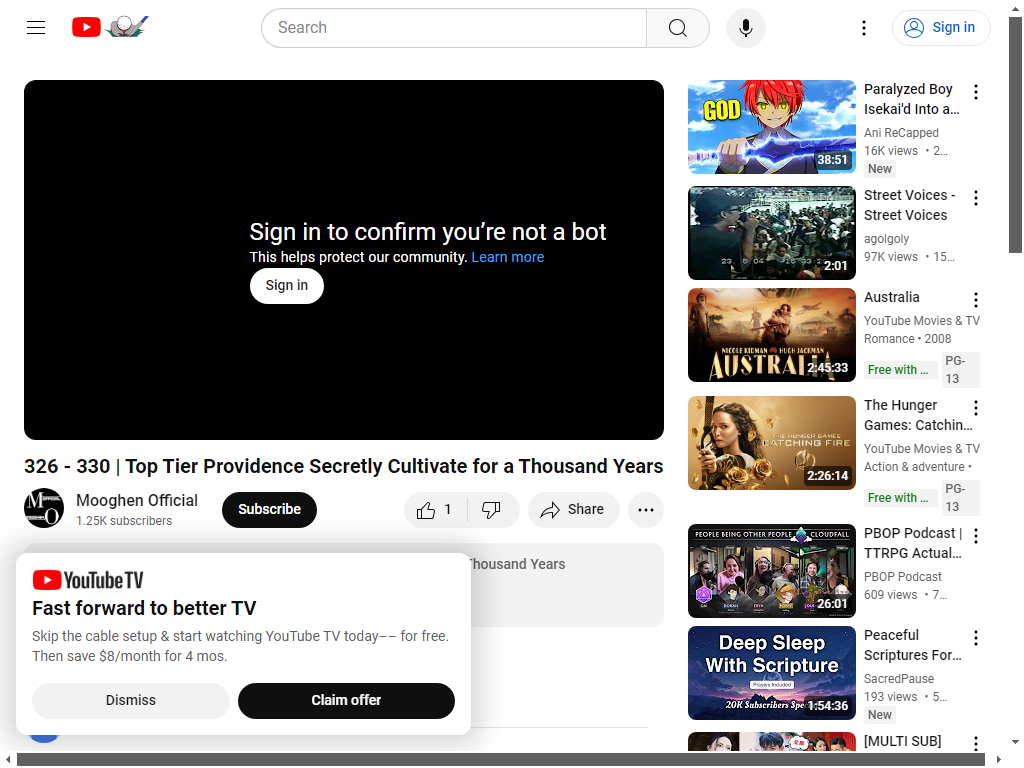 Search
Sign in
Sign in to confirm you’re not a bot
This helps protect our community. Learn more
Sign in
326 - 330 | Top Tier Providence Secretly Cultivate for a Thousand Years
Mooghen Official
1.25K subscribers
Subscribe
1
Share
Thousand Years
YouTube TV
Fast forward to better TV
Skip the cable setup & start watching YouTube TV today–– for free.
Then save $8/month for 4 mos.
Dismiss
Claim offer
GOD
38:51
Paralyzed Boy
Isekai'd Into a...
Ani ReCapped
16K views • 2...
New
2:01
Street Voices -
Street Voices
agolgoly
97K views • 15...
NICOLE KIDMAN HUGH JACKMAN
AUSTRALIA
2:45:33
Australia
YouTube Movies & TV
Romance • 2008
Free with ...
PG-
13
THE HUNGER GAMES
CATCHING FIRE
2:26:14
The Hunger
Games: Catchin...
YouTube Movies & TV
Action & adventure •
Free with ...
PG-
13
PEOPLE BEING OTHER PEOPLE CLOUDFALL
26:01
PBOP Podcast |
TTRPG Actual...
PBOP Podcast
609 views • 7...
Deep Sleep
With Scripture
Prayers Included
20K Subscribers Spe
1:54:36
Peaceful
Scriptures For...
SacredPause
193 views • 5...
New
[MULTI SUB]